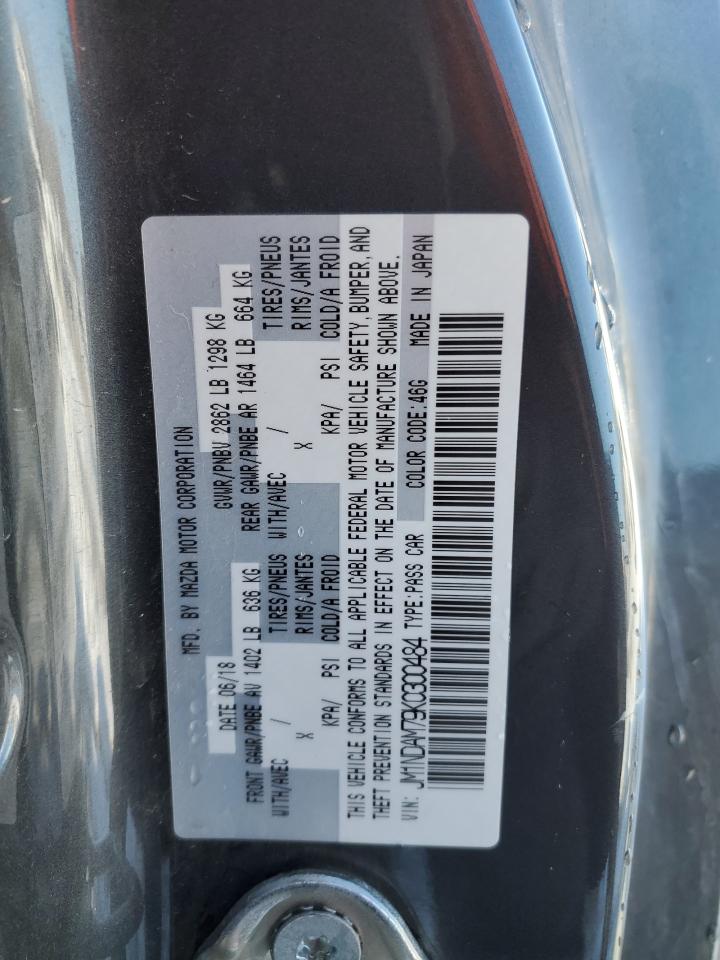 MFD. BY MAZDA MOTOR CORPORATION
DATE 06/18 GVWR/PNBV 2862 LB 1298 KG
FRONT GAWR/PNBE AV 1402 LB 636 KG REAR GAWR/PNBE AR 1464 LB 664 KG
WITH/AVEC / TIRES/PNEUS WITH/AVEC / TIRES/PNEUS
X RIMS/JANTES X RIMS/JANTES
KPA/ PSI COLD/A FROID KPA/ PSI COLD/A FROID
THIS VEHICLE CONFORMS TO ALL APPLICABLE FEDERAL MOTOR VEHICLE SAFETY, BUMPER, AND
THEFT PREVENTION STANDARDS IN EFFECT ON THE DATE OF MANUFACTURE SHOWN ABOVE.
VIN: JM1NDAM79K0300484 TYPE:PASS CAR COLOR CODE:46G MADE IN JAPAN